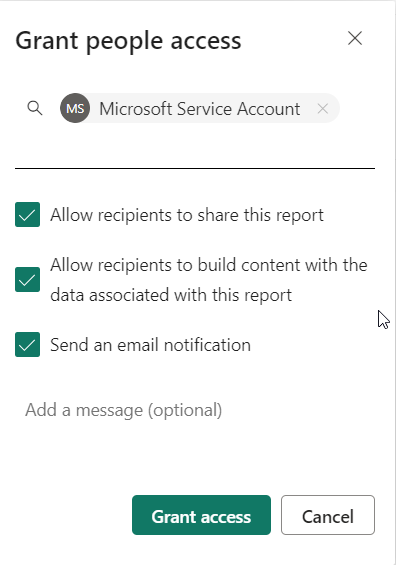 Grant people access
MS Microsoft Service Account
Allow recipients to share this report
Allow recipients to build content with the
data associated with this report
Send an email notification
Add a message (optional)
Grant access Cancel